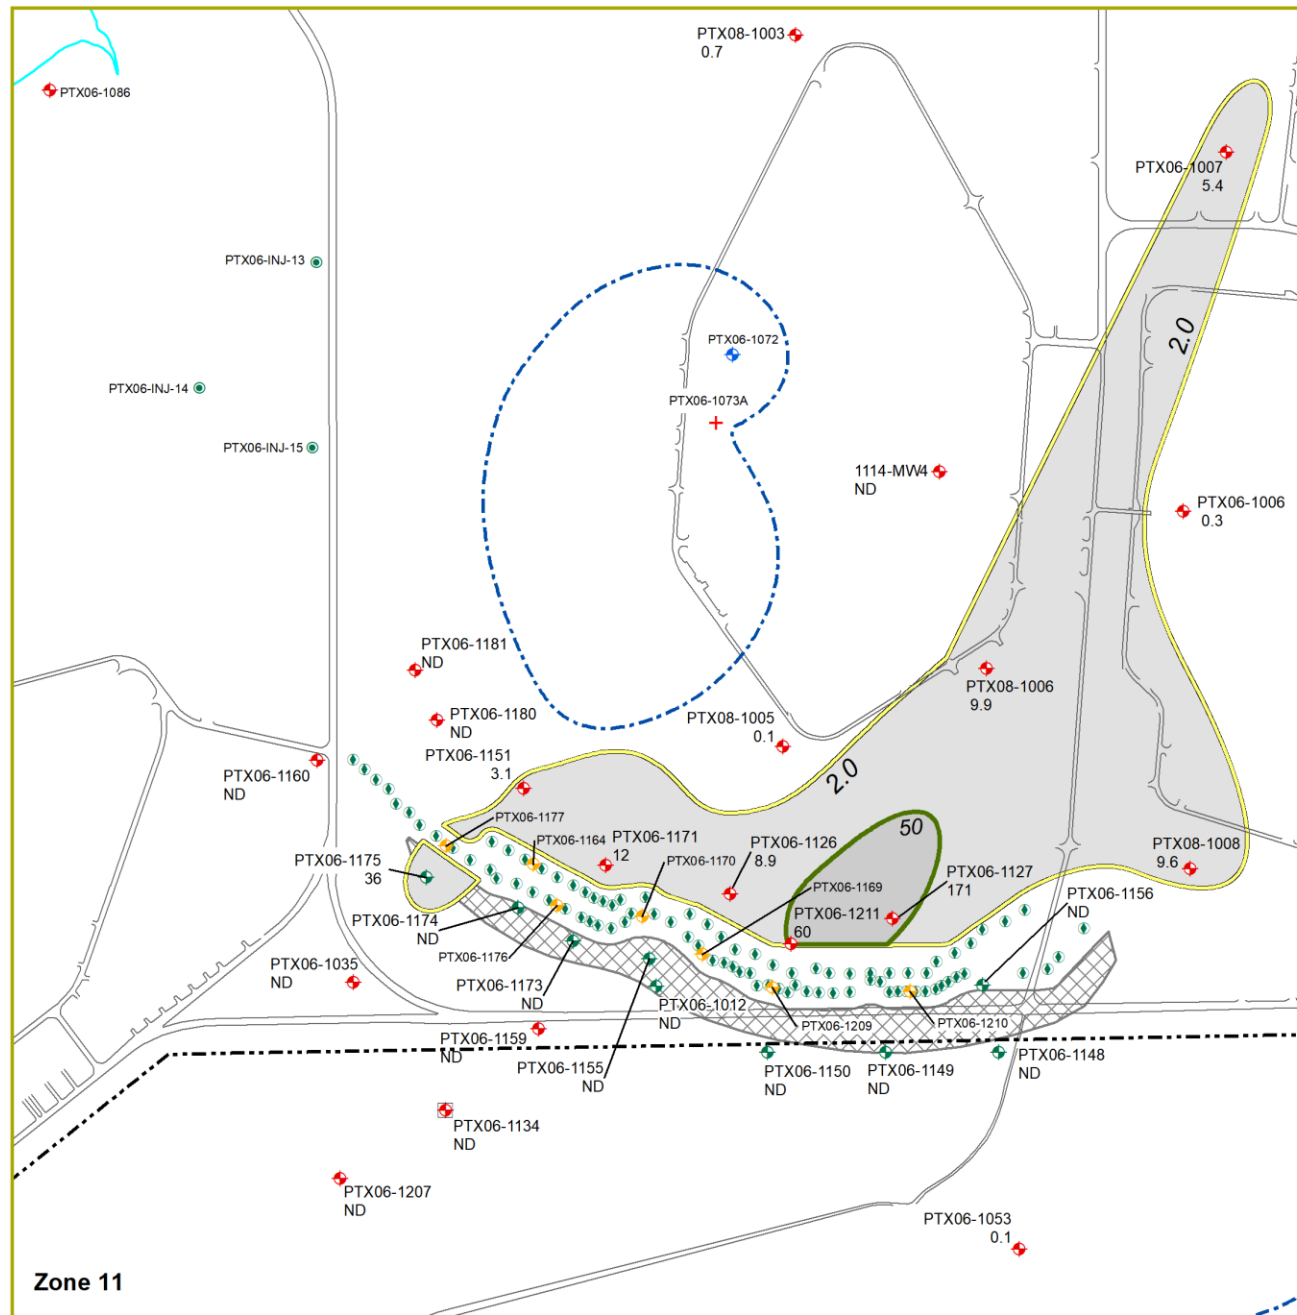 PTX08-1003
0.7
PTX06-1086
PTX06-1007
5.4
PTX06-INJ-13
2.0
PTX06-1072
PTX06-INJ-14
PTX06-1073A
PTX06-INJ-15
1114-MW4
ND
PTX06-1006
0.3
PTX06-1181
ND
PTX08-1006
9.9
PTX06-1180
ND
PTX08-1005
0.1
PTX06-1151
3.1
PTX06-1160
ND
2.0
PTX06-1177
50
PTX06-1164
PTX06-1171
12
PTX06-1170
PTX06-1126
8.9
PTX08-1008
9.6
PTX06-1175
36
PTX06-1127
171
PTX06-1169
PTX06-1156
ND
PTX06-1174
ND
PTX06-1211
60
PTX06-1176
PTX06-1035
ND
PTX06-1173
ND
PTX06-1012
ND
PTX06-1209
PTX06-1210
PTX06-1159
ND
PTX06-1155
ND
PTX06-1150
ND
PTX06-1149
ND
PTX06-1148
ND
PTX06-1134
ND
PTX06-1207
ND
PTX06-1053
0.1
Zone 11